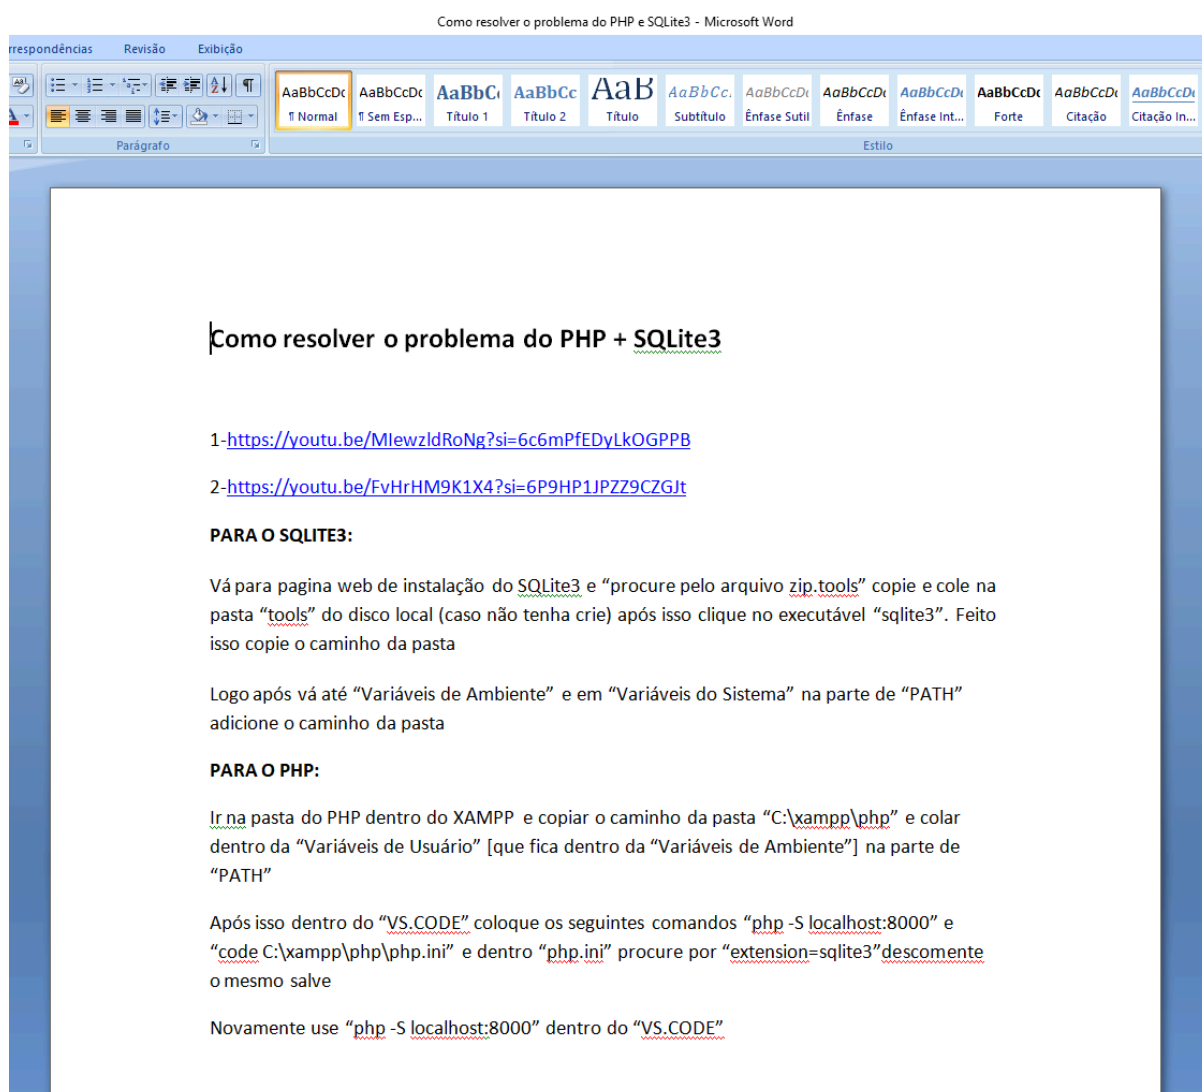 Como resolver o problema do PHP e SQLite3 - Microsoft Word
rrespondências Revisão Exibição
AaBbCcDc AaBbCcDc AaBbC AaBbCc AaB AaBbCc. AaBbCcDc AaBbCcDc AaBbCcDc AaBbCcDc AaBbCcDc AaBbCcDc
¶ Normal ¶ Sem Esp... Título 1 Título 2 Título Subtítulo Ênfase Sutil Ênfase Ênfase Int... Forte Citação Citação In...
Parágrafo Estilo
Como resolver o problema do PHP + SQLite3
1-https://youtu.be/MIewzldRoNg?si=6c6mPfEDyLkOGPPB
2-https://youtu.be/FvHrHM9K1X4?si=6P9HP1JPZZ9CZGJt
PARA O SQLITE3:
Vá para pagina web de instalação do SQLite3 e “procure pelo arquivo zip.tools” copie e cole na
pasta “tools” do disco local (caso não tenha crie) após isso clique no executável “sqlite3”. Feito
isso copie o caminho da pasta
Logo após vá até “Variáveis de Ambiente” e em “Variáveis do Sistema” na parte de “PATH”
adicione o caminho da pasta
PARA O PHP:
Ir na pasta do PHP dentro do XAMPP e copiar o caminho da pasta “C:\xampp\php” e colar
dentro da “Variáveis de Usuário” [que fica dentro da “Variáveis de Ambiente”] na parte de
“PATH”
Após isso dentro do “VS.CODE” coloque os seguintes comandos “php -S localhost:8000” e
“code C:\xampp\php\php.ini” e dentro “php.ini” procure por “extension=sqlite3”descomente
o mesmo salve
Novamente use “php -S localhost:8000” dentro do “VS.CODE”